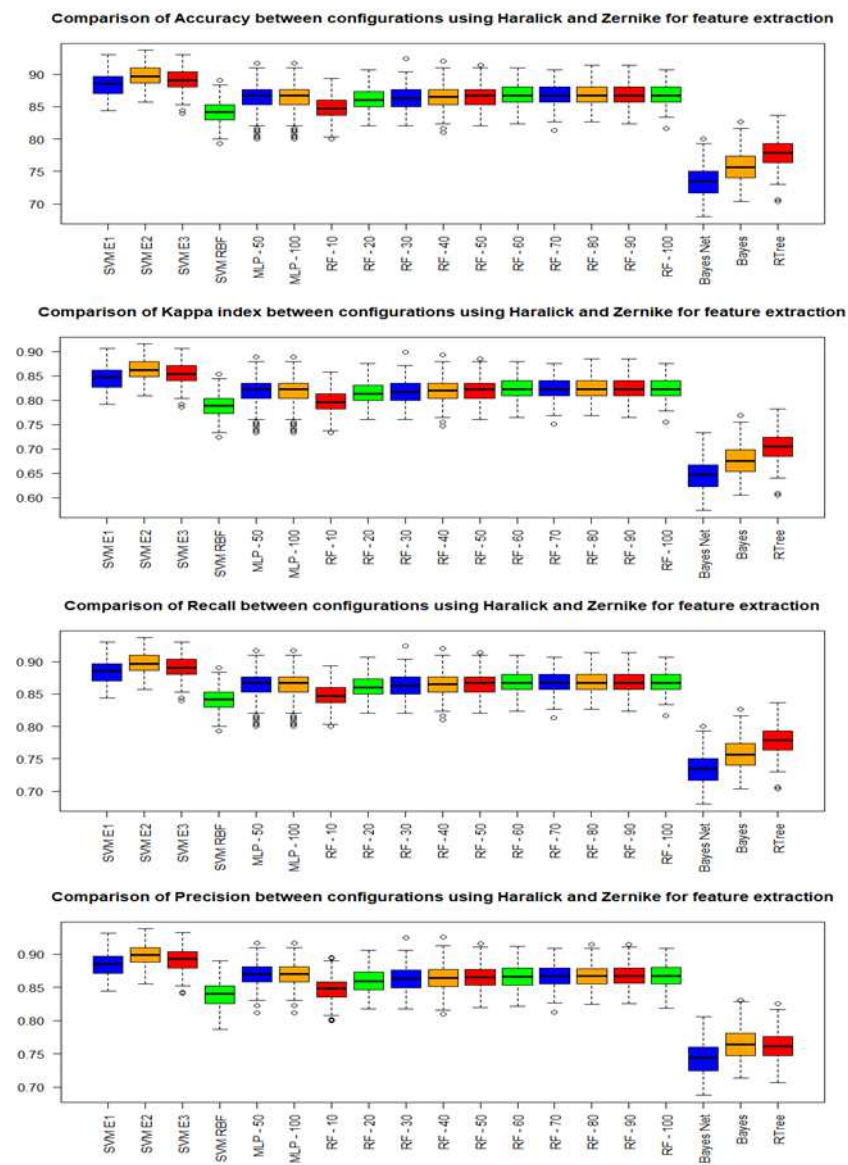 Comparison of Accuracy between configurations using Haralick and Zernike for feature extraction
90
85
80
75
70
SVM E1
SVM E2
SVM E3
SVM RBF
MLP - 50
MLP - 100
RF - 10
RF - 20
RF - 30
RF - 40
RF - 50
RF - 60
RF - 70
RF - 80
RF - 90
RF - 100
Bayes Net
Bayes
RTree
Comparison of Kappa index between configurations using Haralick and Zernike for feature extraction
0.90
0.85
0.80
0.75
0.70
0.65
0.60
SVM E1
SVM E2
SVM E3
SVM RBF
MLP - 50
MLP - 100
RF - 10
RF - 20
RF - 30
RF - 40
RF - 50
RF - 60
RF - 70
RF - 80
RF - 90
RF - 100
Bayes Net
Bayes
RTree
Comparison of Recall between configurations using Haralick and Zernike for feature extraction
0.90
0.85
0.80
0.75
0.70
SVM E1
SVM E2
SVM E3
SVM RBF
MLP - 50
MLP - 100
RF - 10
RF - 20
RF - 30
RF - 40
RF - 50
RF - 60
RF - 70
RF - 80
RF - 90
RF - 100
Bayes Net
Bayes
RTree
Comparison of Precision between configurations using Haralick and Zernike for feature extraction
0.90
0.85
0.80
0.75
0.70
SVM E1
SVM E2
SVM E3
SVM RBF
MLP - 50
MLP - 100
RF - 10
RF - 20
RF - 30
RF - 40
RF - 50
RF - 60
RF - 70
RF - 80
RF - 90
RF - 100
Bayes Net
Bayes
RTree